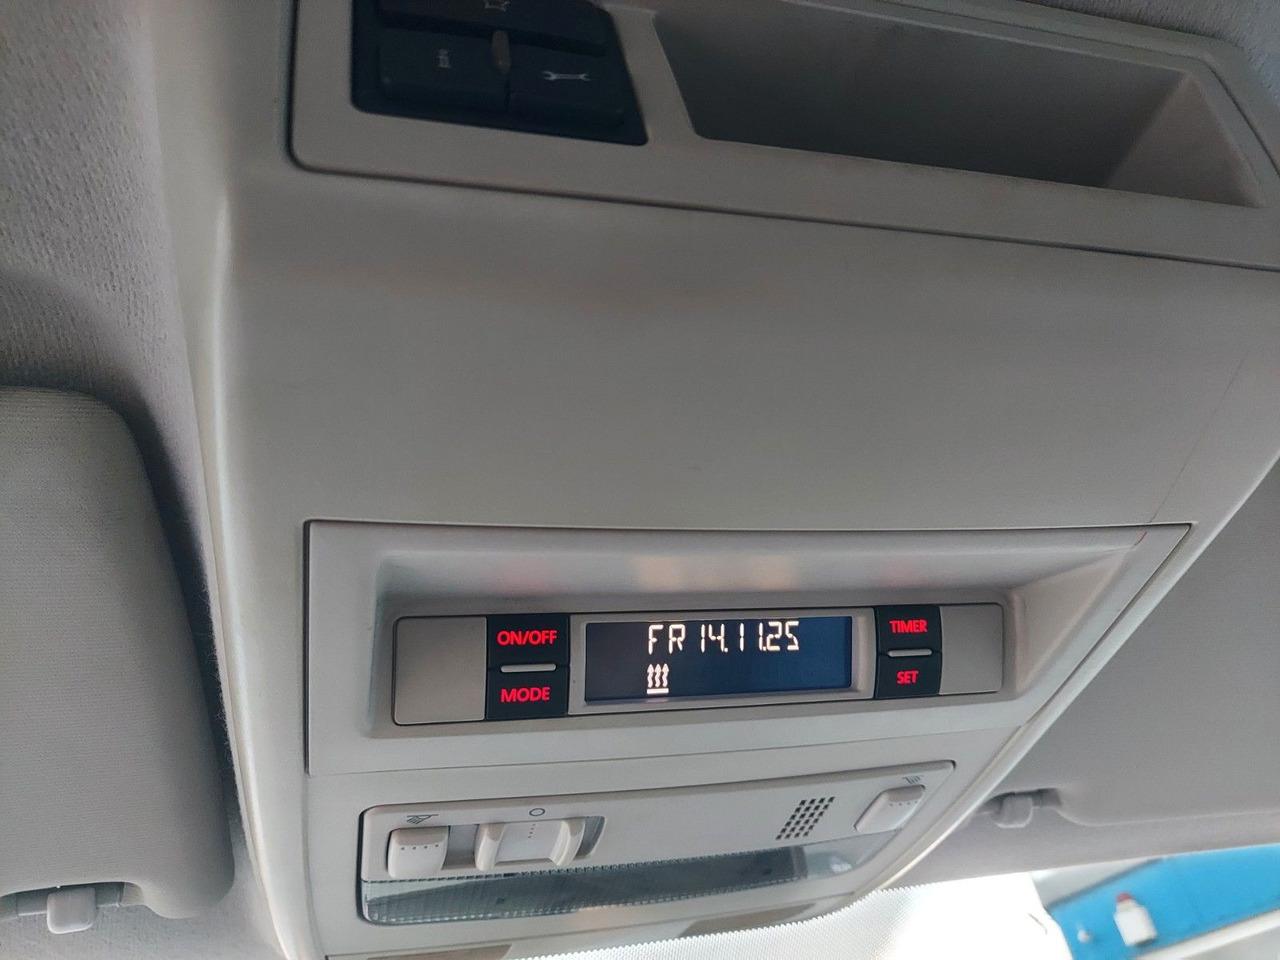 ON/OFF
MODE
FR 14.11.25
TIMER
SET